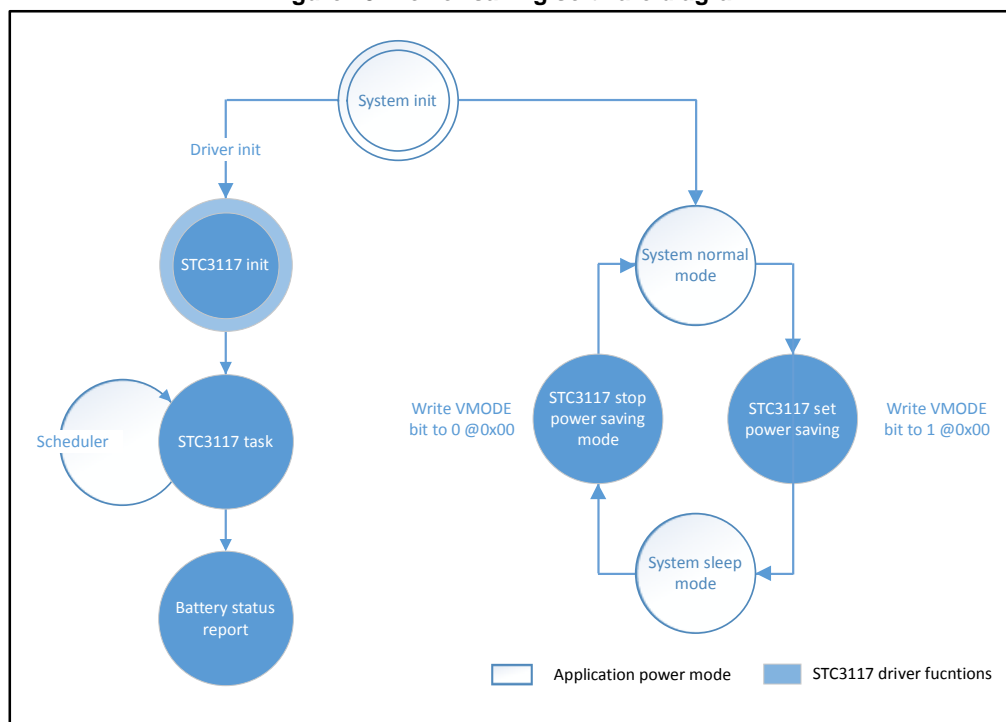 System init
Driver init
STC3117 init
System normal
mode
Write VMODE
bit to 0 @0x00
STC3117 stop
power saving
mode
STC3117 set
power saving
Write VMODE
bit to 1 @0x00
Scheduler
STC3117 task
System sleep
mode
Battery status
report
Application power mode
STC3117 driver fucntions